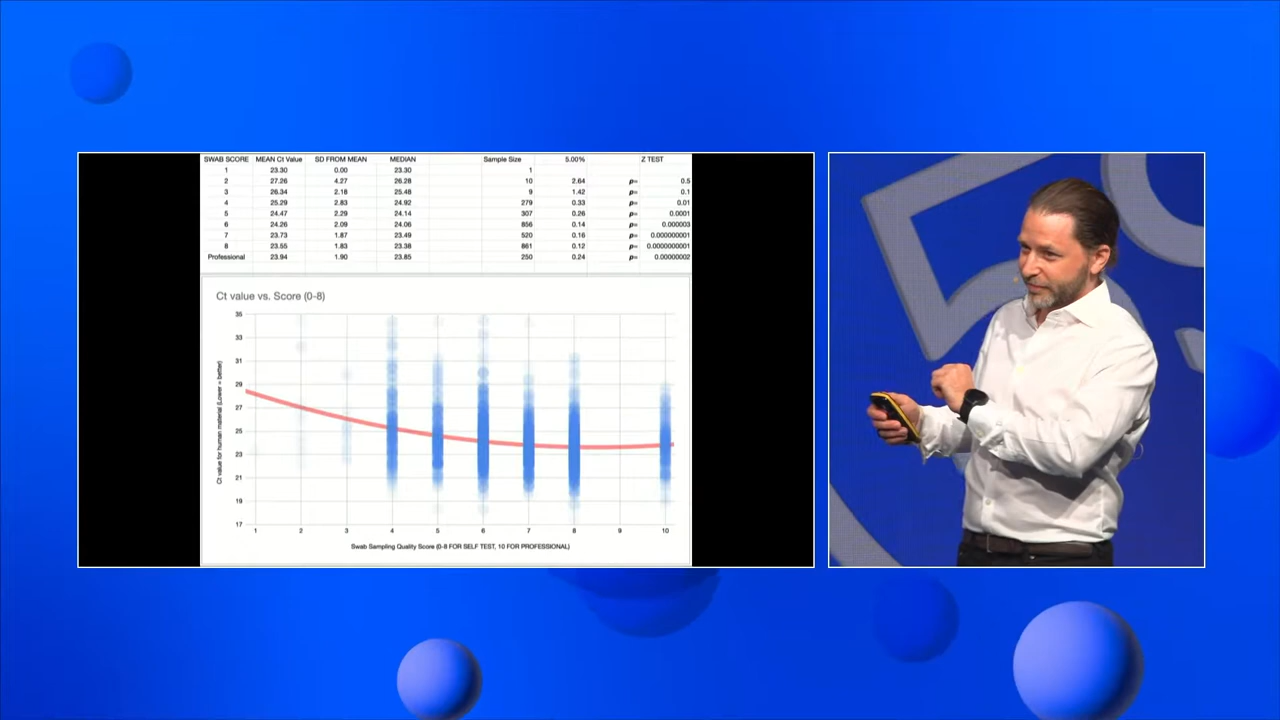 SWAB SCORE MEAN Ct Value SD FROM MEAN MEDIAN Sample Size 5.00% Z TEST
1 23.30 0.00 23.30 1
2 27.26 4.27 26.28 10 2.64 p= 0.5
3 26.34 2.18 25.48 9 1.42 p= 0.1
4 25.29 2.83 24.92 279 0.33 p= 0.01
5 24.47 2.29 24.14 307 0.26 p= 0.0001
6 24.26 2.09 24.06 856 0.14 p= 0.000003
7 23.73 1.87 23.49 520 0.16 p= 0.000000001
8 23.55 1.83 23.38 861 0.12 p= 0.0000000001
Professional 23.94 1.90 23.85 250 0.24 p= 0.00000002
Ct value vs. Score (0-8)
Ct value for human material (Lower = better)
35
33
31
29
27
25
23
21
19
17
1 2 3 4 5 6 7 8 9 10
Swab Sampling Quality Score (0-8 FOR SELF TEST, 10 FOR PROFESSIONAL)